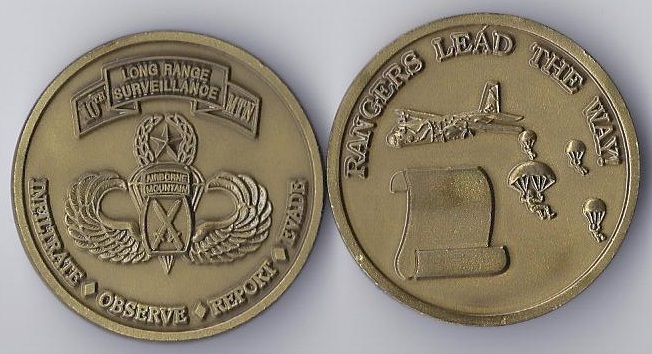 10TH LONG RANGE SURVEILLANCE MTN
AIRBORNE
MOUNTAIN
INFILTRATE ◆ OBSERVE ◆ REPORT ◆ EVADE
RANGERS LEAD THE WAY!